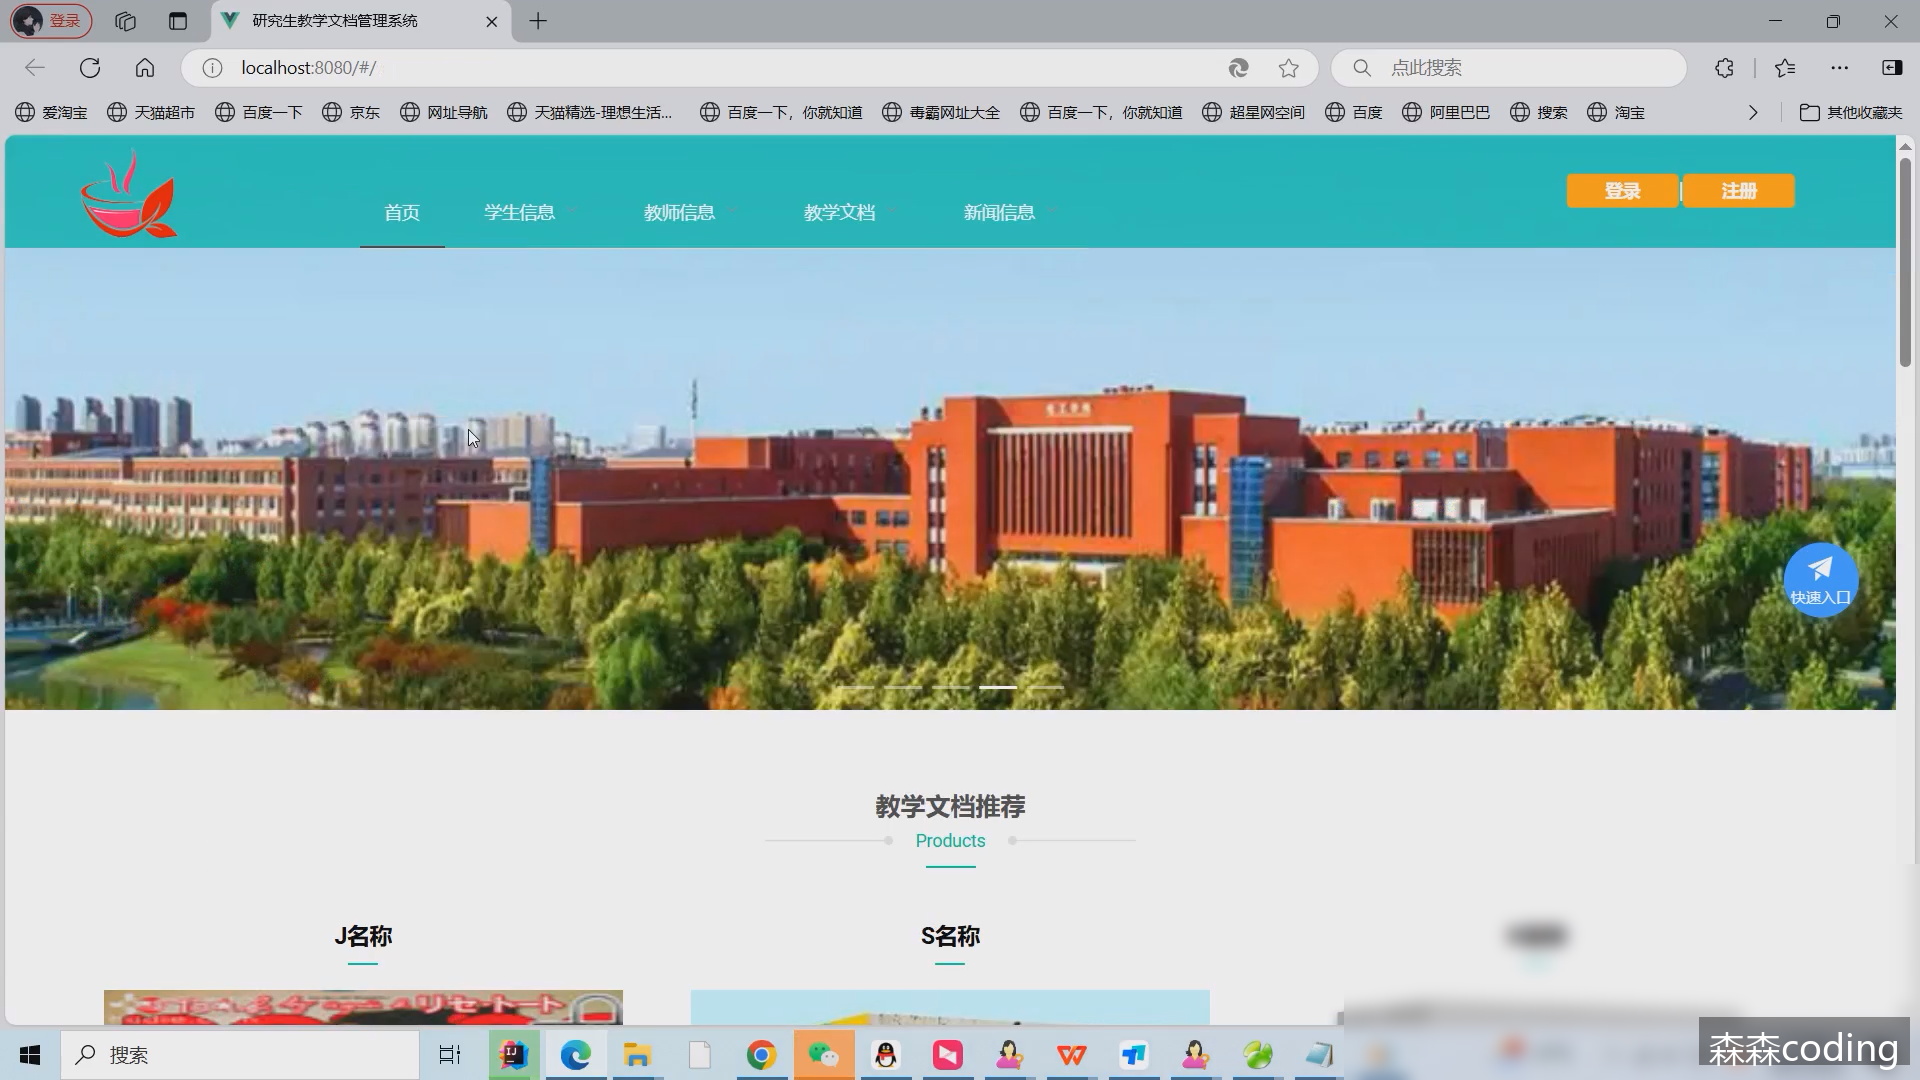 登录
研究生教学文档管理系统
localhost:8080/#/
点此搜索
爱淘宝
天猫超市
百度一下
京东
网址导航
天猫精选-理想生活...
百度一下，你就知道
毒霸网址大全
百度一下，你就知道
超星网空间
百度
阿里巴巴
搜索
淘宝
其他收藏夹
首页
学生信息
教师信息
教学文档
新闻信息
登录
注册
快速入口
教学文档推荐
Products
J名称
S名称
搜索
森森coding